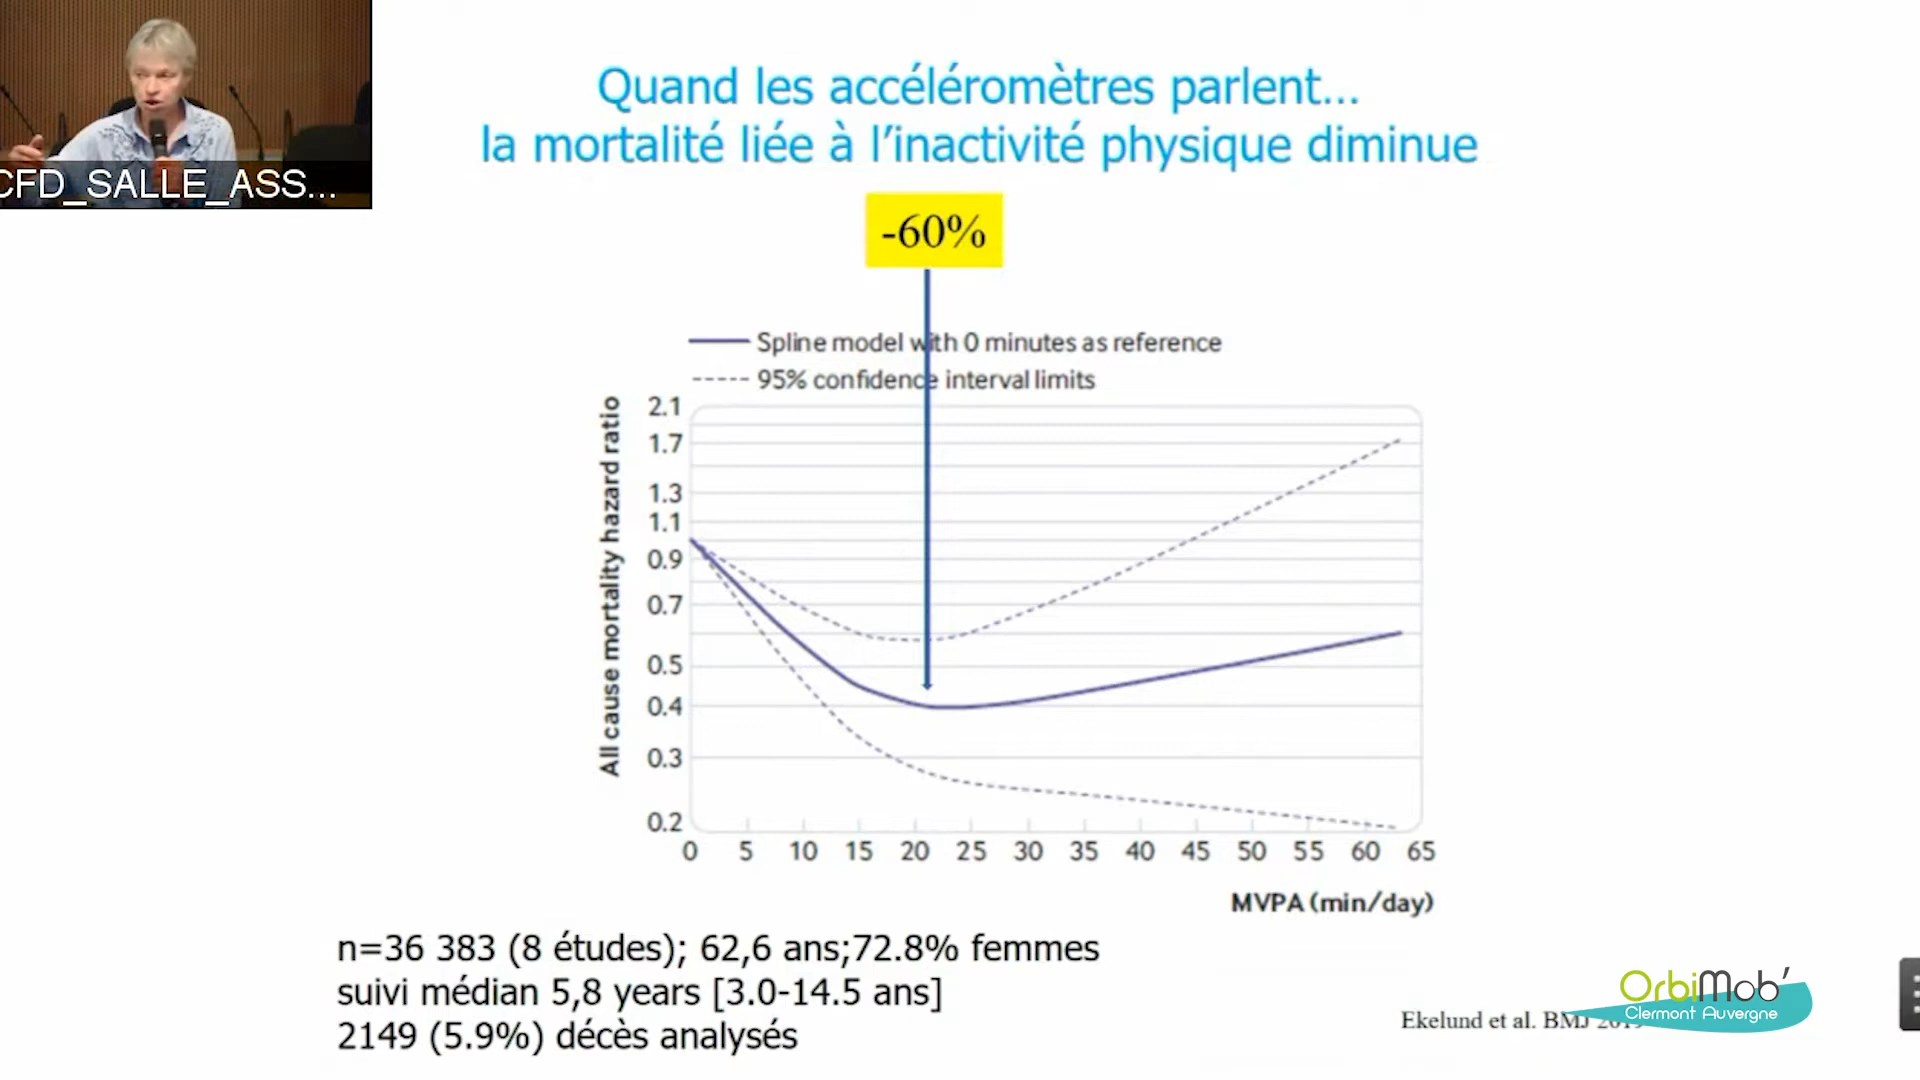 CFD_SALLE_ASS...
Quand les accéléromètres parlent...
la mortalité liée à l'inactivité physique diminue
-60%
Spline model with 0 minutes as reference
95% confidence interval limits
All cause mortality hazard ratio
2.1
1.7
1.3
1.1
0.9
0.7
0.5
0.4
0.3
0.2
0 5 10 15 20 25 30 35 40 45 50 55 60 65
MVPA (min/day)
n=36 383 (8 études); 62,6 ans;72.8% femmes
suivi médian 5,8 years [3.0-14.5 ans]
2149 (5.9%) décès analysés
Ekelund et al. BMJ
OrbiMob'
Clermont Auvergne